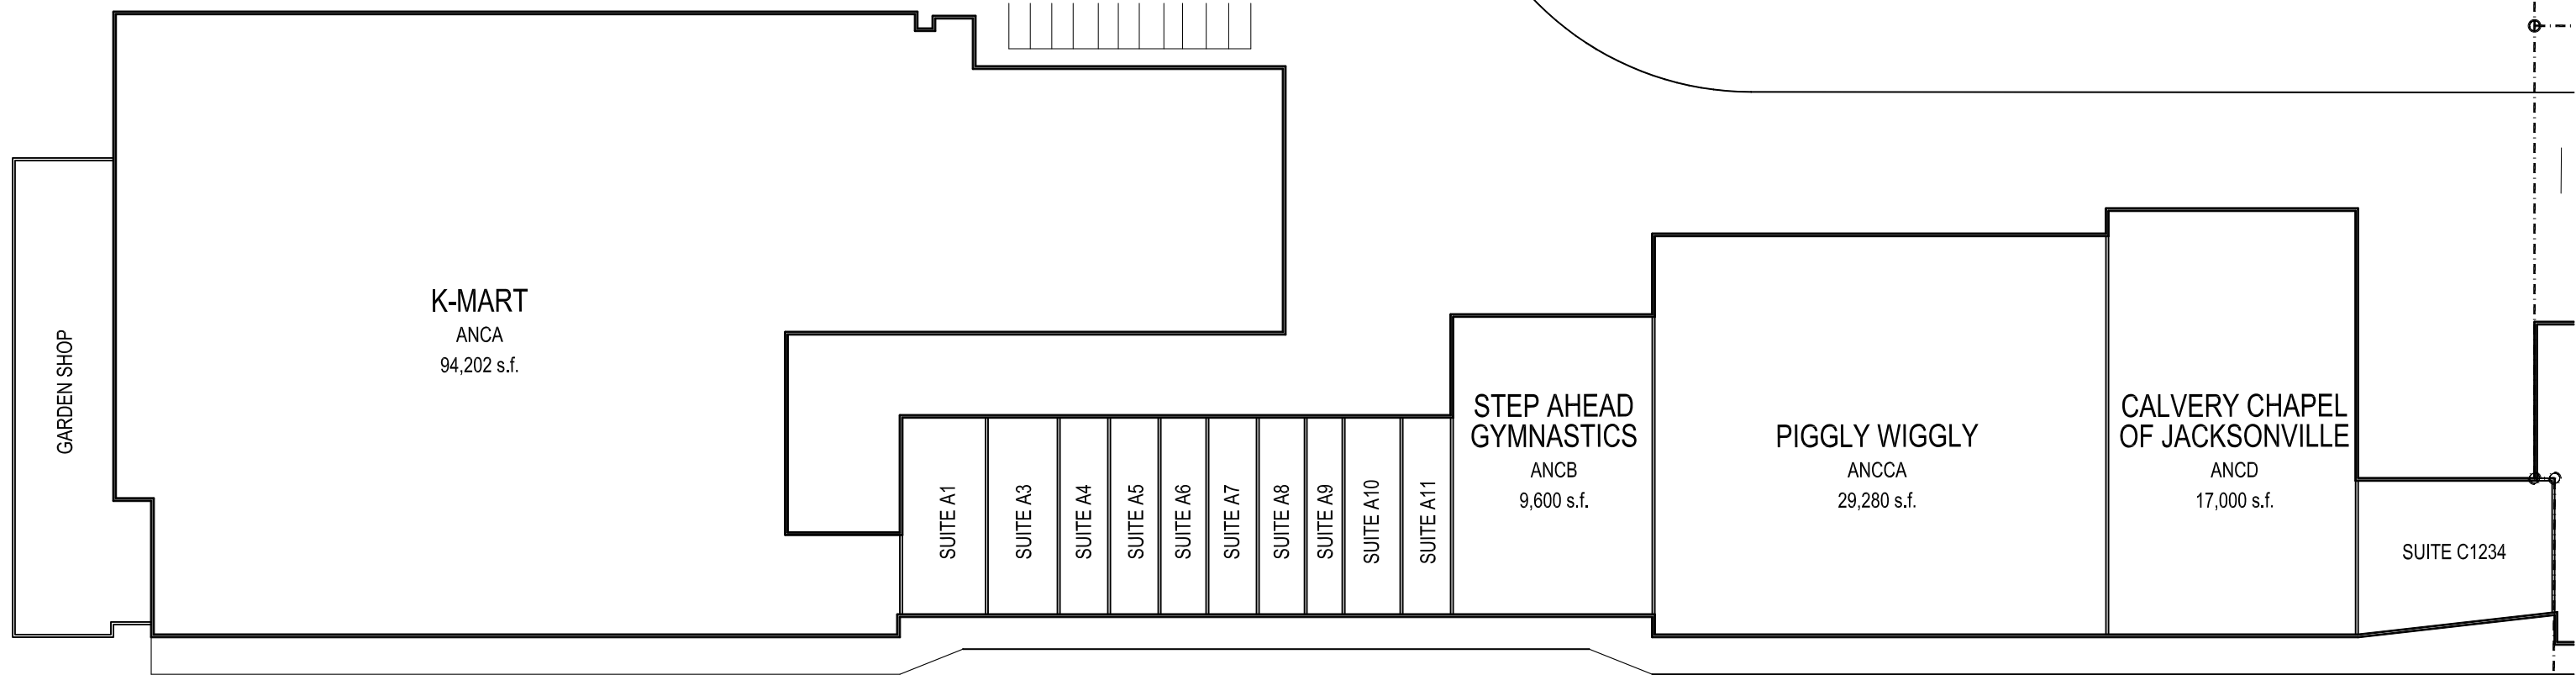 GARDEN SHOP
K-MART
ANCA
94,202 s.f.
SUITE A1
SUITE A3
SUITE A4
SUITE A5
SUITE A6
SUITE A7
SUITE A8
SUITE A9
SUITE A10
SUITE A11
STEP AHEAD
GYMNASTICS
ANCB
9,600 s.f.
PIGGLY WIGGLY
ANCCA
29,280 s.f.
CALVERY CHAPEL
OF JACKSONVILLE
ANCD
17,000 s.f.
SUITE C1234